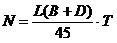 N = L(B + D)/45 · T